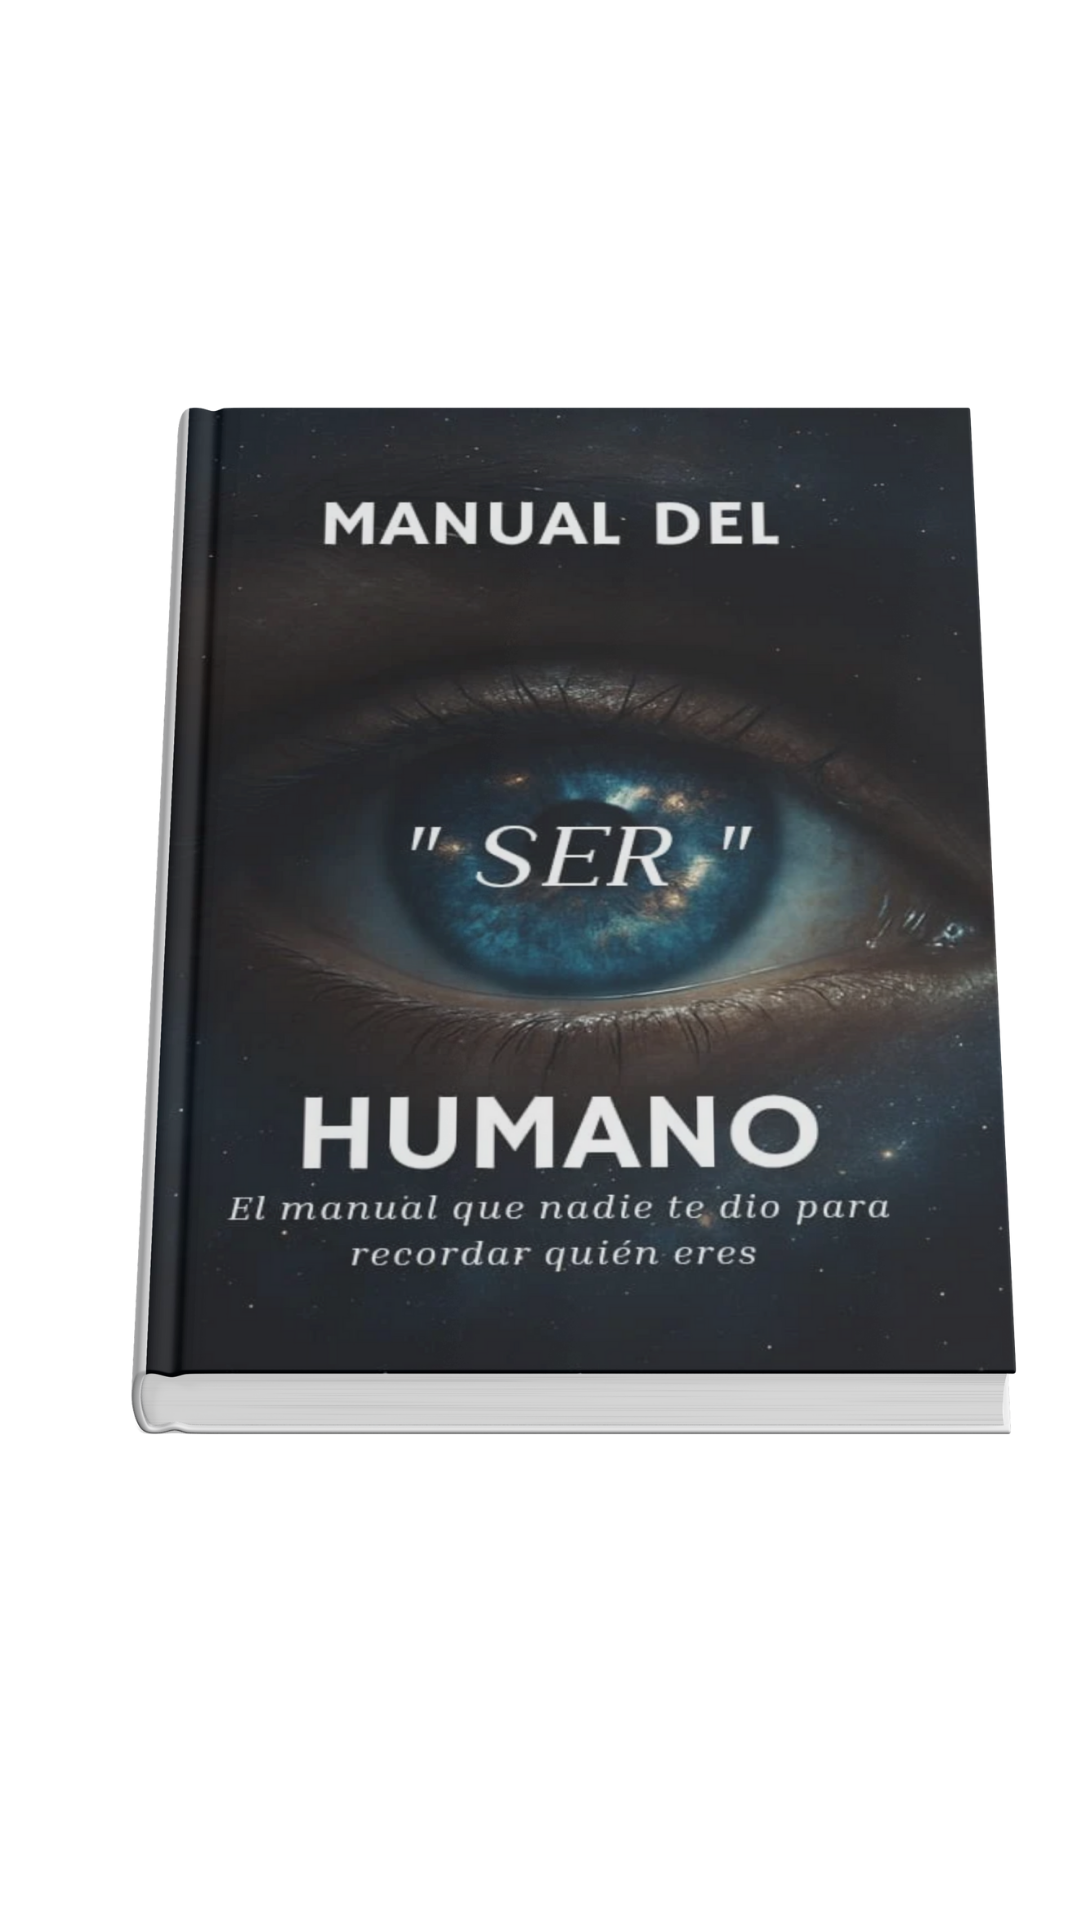 MANUAL DEL
" SER "
HUMANO
El manual que nadie te dio para
recordar quién eres